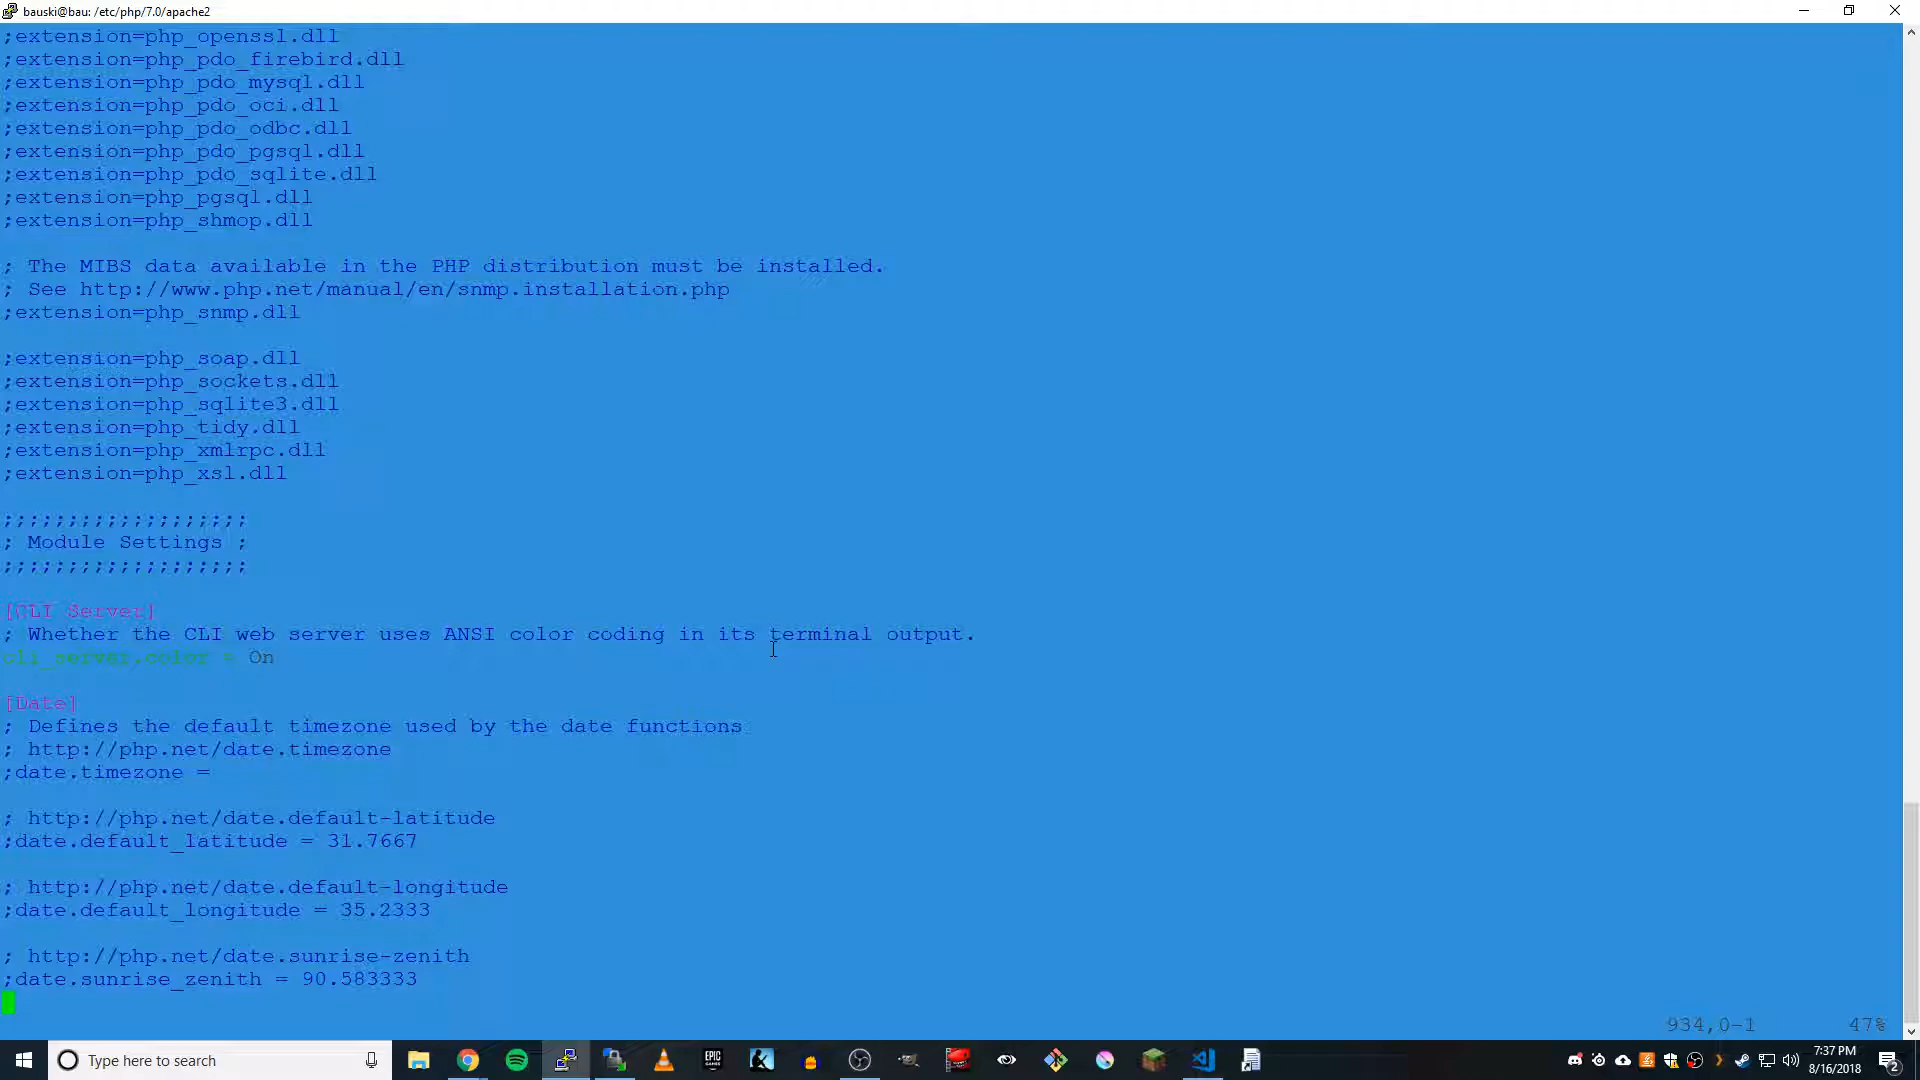 bauski@bau: /etc/php/7.0/apache2
;extension=php_openssl.dll
;extension=php_pdo_firebird.dll
;extension=php_pdo_mysql.dll
;extension=php_pdo_oci.dll
;extension=php_pdo_odbc.dll
;extension=php_pdo_pgsql.dll
;extension=php_pdo_sqlite.dll
;extension=php_pgsql.dll
;extension=php_shmop.dll
; The MIBS data available in the PHP distribution must be installed.
; See http://www.php.net/manual/en/snmp.installation.php
;extension=php_snmp.dll
;extension=php_soap.dll
;extension=php_sockets.dll
;extension=php_sqlite3.dll
;extension=php_tidy.dll
;extension=php_xmlrpc.dll
;extension=php_xsl.dll
;;;;;;;;;;;;;;;;;;;
; Module Settings ;
;;;;;;;;;;;;;;;;;;;
[CLI Server]
; Whether the CLI web server uses ANSI color coding in its terminal output.
cli_server.color = On
[Date]
; Defines the default timezone used by the date functions
; http://php.net/date.timezone
;date.timezone =
; http://php.net/date.default-latitude
;date.default_latitude = 31.7667
; http://php.net/date.default-longitude
;date.default_longitude = 35.2333
; http://php.net/date.sunrise-zenith
;date.sunrise_zenith = 90.583333
934,0-1 47%
Type here to search
EPIC GAMES
7:37 PM
8/16/2018
2